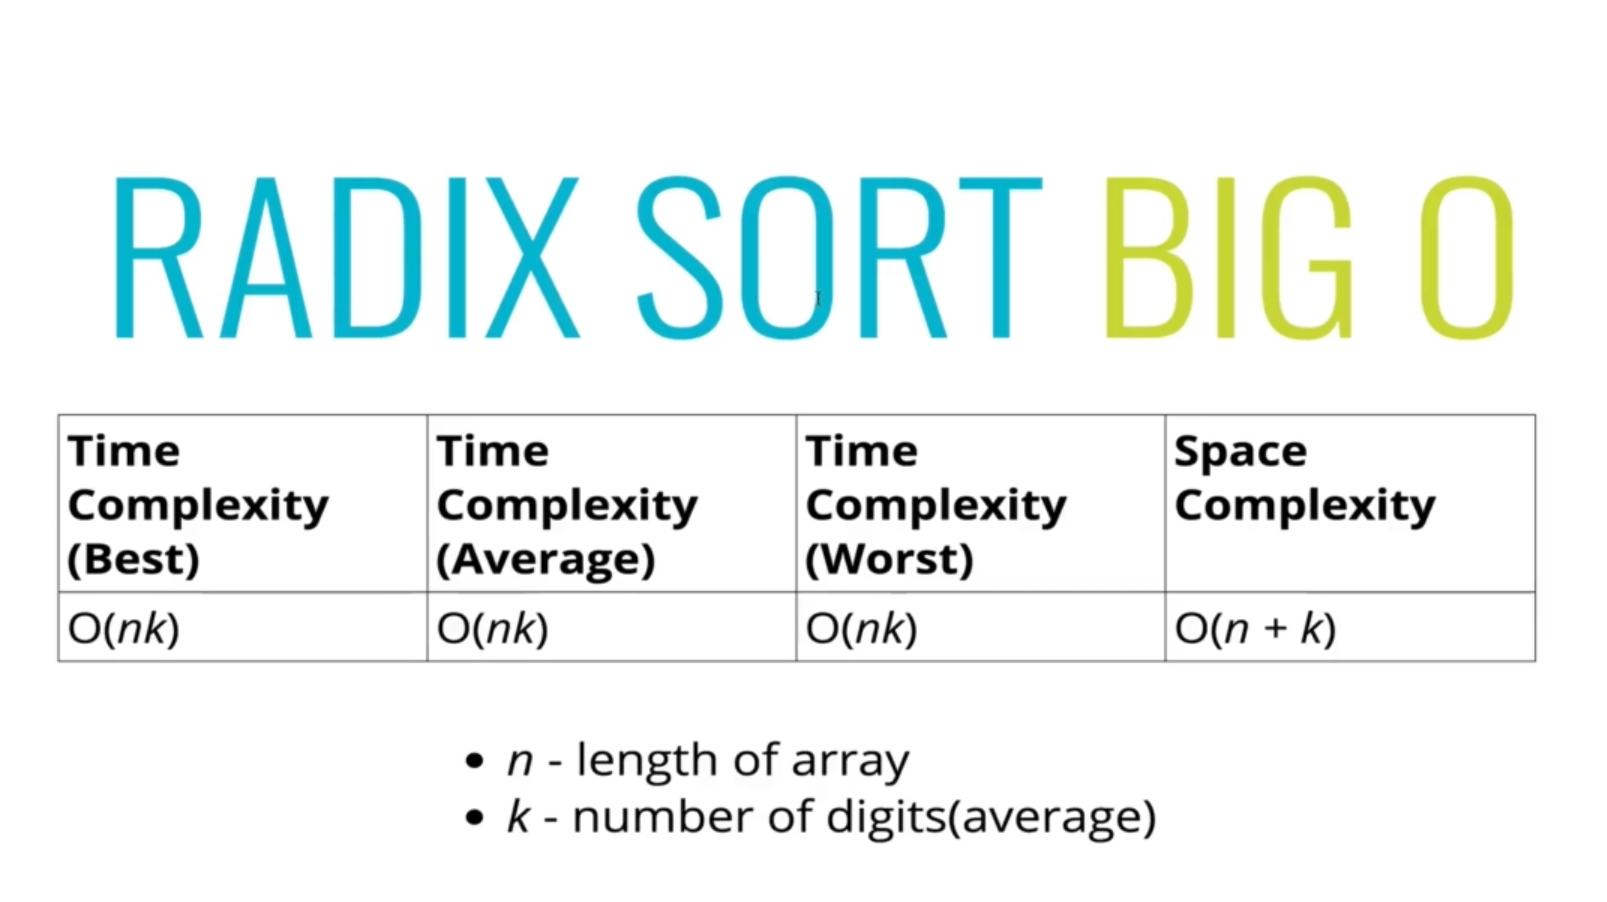 RADIX SORT BIG O
Time Complexity (Best)
Time Complexity (Average)
Time Complexity (Worst)
Space Complexity
O(nk)
O(nk)
O(nk)
O(n + k)
• n - length of array
• k - number of digits(average)